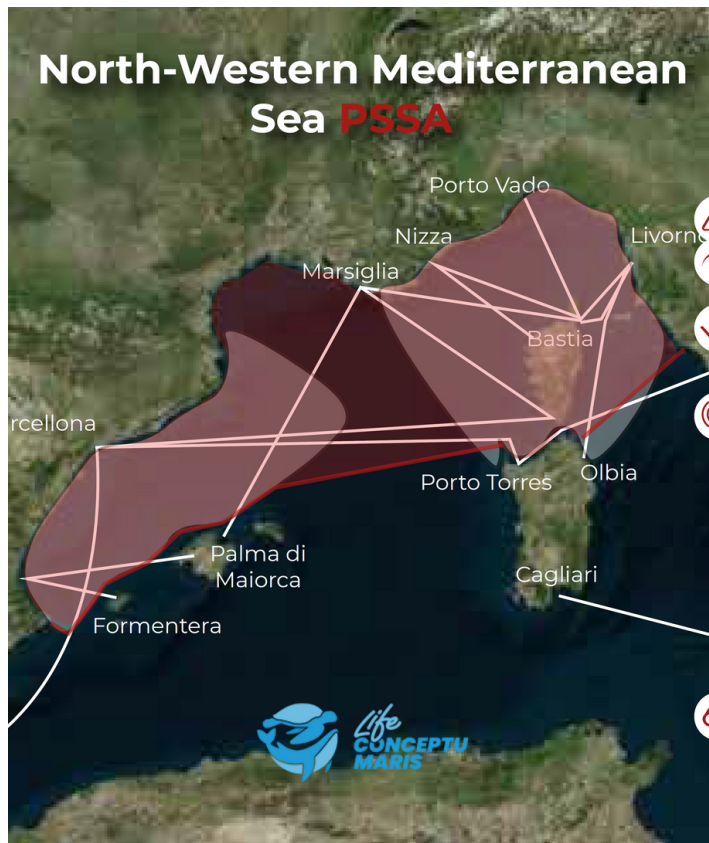 North-Western Mediterranean
Sea PSSA
Porto Vado
Nizza
Livorno
Marsiglia
Bastia
rcellona
Porto Torres
Olbia
Palma di
Maiorca
Cagliari
Formentera
Life
CONCEPTU
MARIS